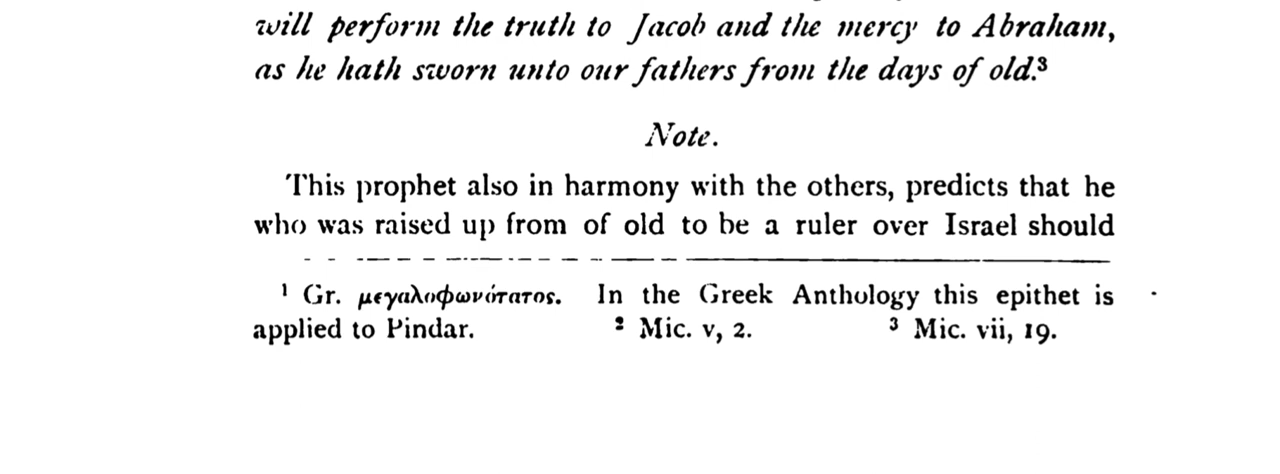 will perform the truth to Jacob and the mercy to Abraham,
as he hath sworn unto our fathers from the days of old.³
Note.
This prophet also in harmony with the others, predicts that he
who was raised up from of old to be a ruler over Israel should
¹ Gr. μεγαλοφωνότατος. In the Greek Anthology this epithet is
applied to Pindar. ² Mic. v, 2. ³ Mic. vii, 19.